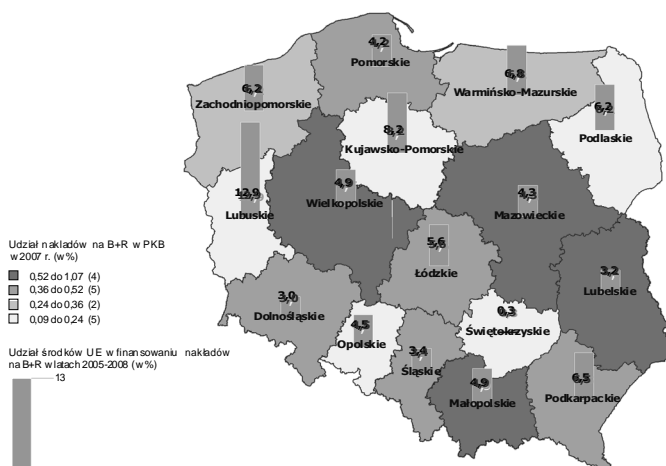 4,2
Pomorskie
6,2
Zachodniopomorskie
6,8
Warmińsko-Mazurskie
6,2
Podlaskie
8,2
Kujawsko-Pomorskie
12,9
Lubuskie
4,9
Wielkopolskie
4,3
Mazowieckie
5,6
Łódzkie
3,2
Lubelskie
3,0
Dolnośląskie
4,5
Opolskie
3,4
Śląskie
0,3
Świętokrzyskie
4,9
Małopolskie
6,5
Podkarpackie
Udział nakładów na B+R w PKB
w 2007 r. (w %)
0,52 do 1,07 (4)
0,36 do 0,52 (5)
0,24 do 0,36 (2)
0,09 do 0,24 (5)
Udział środków UE w finansowaniu nakładów
na B+R w latach 2005-2008 (w %)
13